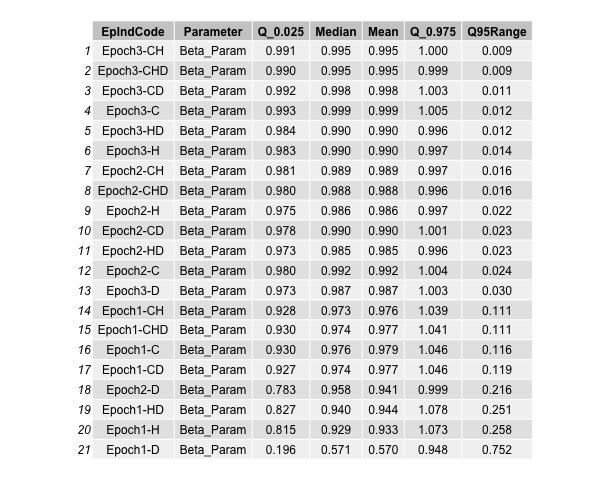 EpIndCode Parameter Q_0.025 Median Mean Q_0.975 Q95Range
1 Epoch3-CH Beta_Param 0.991 0.995 0.995 1.000 0.009
2 Epoch3-CHD Beta_Param 0.990 0.995 0.995 0.999 0.009
3 Epoch3-CD Beta_Param 0.992 0.998 0.998 1.003 0.011
4 Epoch3-C Beta_Param 0.993 0.999 0.999 1.005 0.012
5 Epoch3-HD Beta_Param 0.984 0.990 0.990 0.996 0.012
6 Epoch3-H Beta_Param 0.983 0.990 0.990 0.997 0.014
7 Epoch2-CH Beta_Param 0.981 0.989 0.989 0.997 0.016
8 Epoch2-CHD Beta_Param 0.980 0.988 0.988 0.996 0.016
9 Epoch2-H Beta_Param 0.975 0.986 0.986 0.997 0.022
10 Epoch2-CD Beta_Param 0.978 0.990 0.990 1.001 0.023
11 Epoch2-HD Beta_Param 0.973 0.985 0.985 0.996 0.023
12 Epoch2-C Beta_Param 0.980 0.992 0.992 1.004 0.024
13 Epoch3-D Beta_Param 0.973 0.987 0.987 1.003 0.030
14 Epoch1-CH Beta_Param 0.928 0.973 0.976 1.039 0.111
15 Epoch1-CHD Beta_Param 0.930 0.974 0.977 1.041 0.111
16 Epoch1-C Beta_Param 0.930 0.976 0.979 1.046 0.116
17 Epoch1-CD Beta_Param 0.927 0.974 0.977 1.046 0.119
18 Epoch2-D Beta_Param 0.783 0.958 0.941 0.999 0.216
19 Epoch1-HD Beta_Param 0.827 0.940 0.944 1.078 0.251
20 Epoch1-H Beta_Param 0.815 0.929 0.933 1.073 0.258
21 Epoch1-D Beta_Param 0.196 0.571 0.570 0.948 0.752